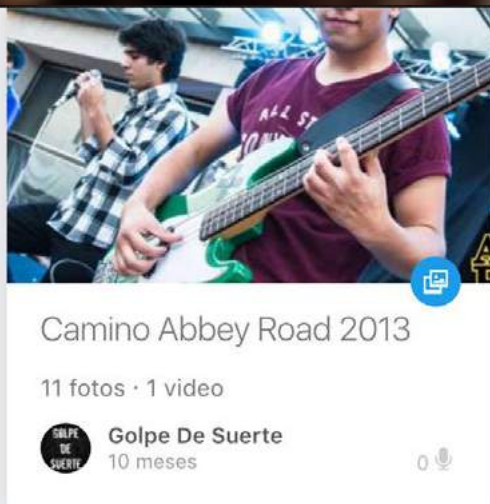 ALL ST
Camino Abbey Road 2013
11 fotos · 1 video
GOLPE
DE
SUERTE
Golpe De Suerte
10 meses
0